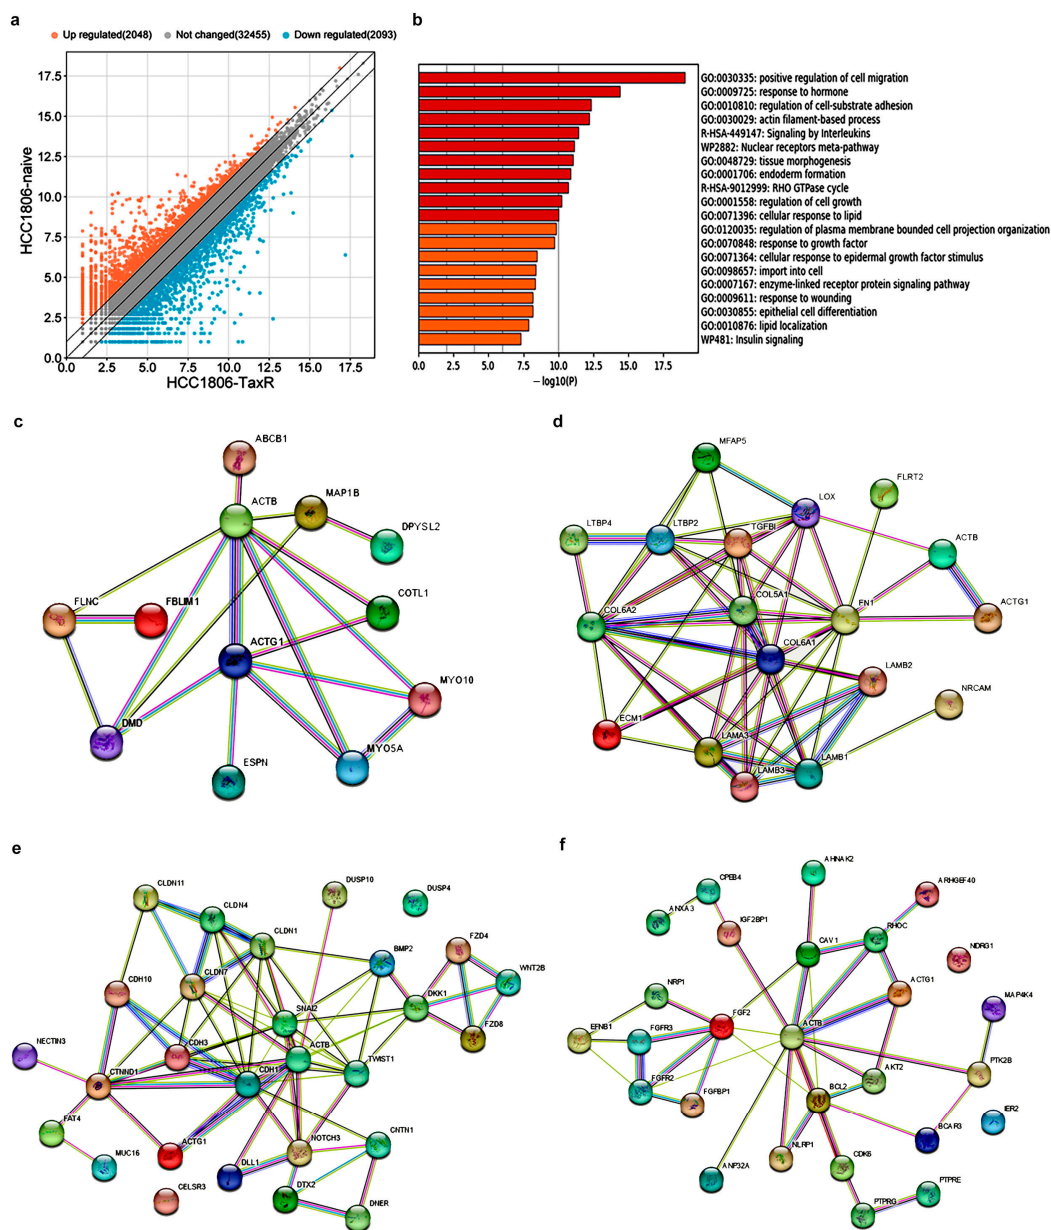 a
Up regulated(2048) Not changed(32455) Down regulated(2093)
17.5
15.0
12.5
10.0
7.5
5.0
2.5
0.0
HCC1806-naive
0.0 2.5 5.0 7.5 10.0 12.5 15.0 17.5
HCC1806-TaxR
b
GO:0030335: positive regulation of cell migration
GO:0009725: response to hormone
GO:0010810: regulation of cell-substrate adhesion
GO:0030029: actin filament-based process
R-HSA-449147: Signaling by Interleukins
WP2882: Nuclear receptors meta-pathway
GO:0048729: tissue morphogenesis
GO:0001706: endoderm formation
R-HSA-9012999: RHO GTPase cycle
GO:0001558: regulation of cell growth
GO:0071396: cellular response to lipid
GO:0120035: regulation of plasma membrane bounded cell projection organization
GO:0070848: response to growth factor
GO:0071364: cellular response to epidermal growth factor stimulus
GO:0098657: import into cell
GO:0007167: enzyme-linked receptor protein signaling pathway
GO:0009611: response to wounding
GO:0030855: epithelial cell differentiation
GO:0010876: lipid localization
WP481: Insulin signaling
0.0 2.5 5.0 7.5 10.0 12.5 15.0 17.5
−log10(P)
c
ABCB1
ACTB
MAP1B
DPYSL2
COTL1
FLNC
FBLIM1
ACTG1
MYO10
DMD
ESPN
MYO5A
d
MFAP5
FLRT2
LOX
LTBP4
LTBP2
TGFBI
ACTB
COL5A1
ACTG1
COL6A2
FN1
COL6A1
LAMB2
NRCAM
ECM1
LAMA3
LAMB3
LAMB1
e
CLDN11
DUSP10
DUSP4
CLDN4
CLDN1
BMP2
FZD4
WNT2B
CLDN7
CDH10
DKK1
SNAI2
FZD8
ACTB
NECTIN3
CDH3
TWIST1
CTNND1
CDH1
FAT4
ACTG1
NOTCH3
CNTN1
MUC16
DLL1
CELSR3
DTX2
DNER
f
AHNAK2
CPEB4
ARHGEF40
ANXA3
IGF2BP1
RHOC
CAV1
NDRG1
NRP1
ACTG1
MAP4K4
EFNB1
FGFR3
FGF2
ACTB
PTK2B
FGFR2
AKT2
FGFBP1
BCL2
IER2
BCAR3
NLRP1
ANP32A
CDK6
PTPRE
PTPRG